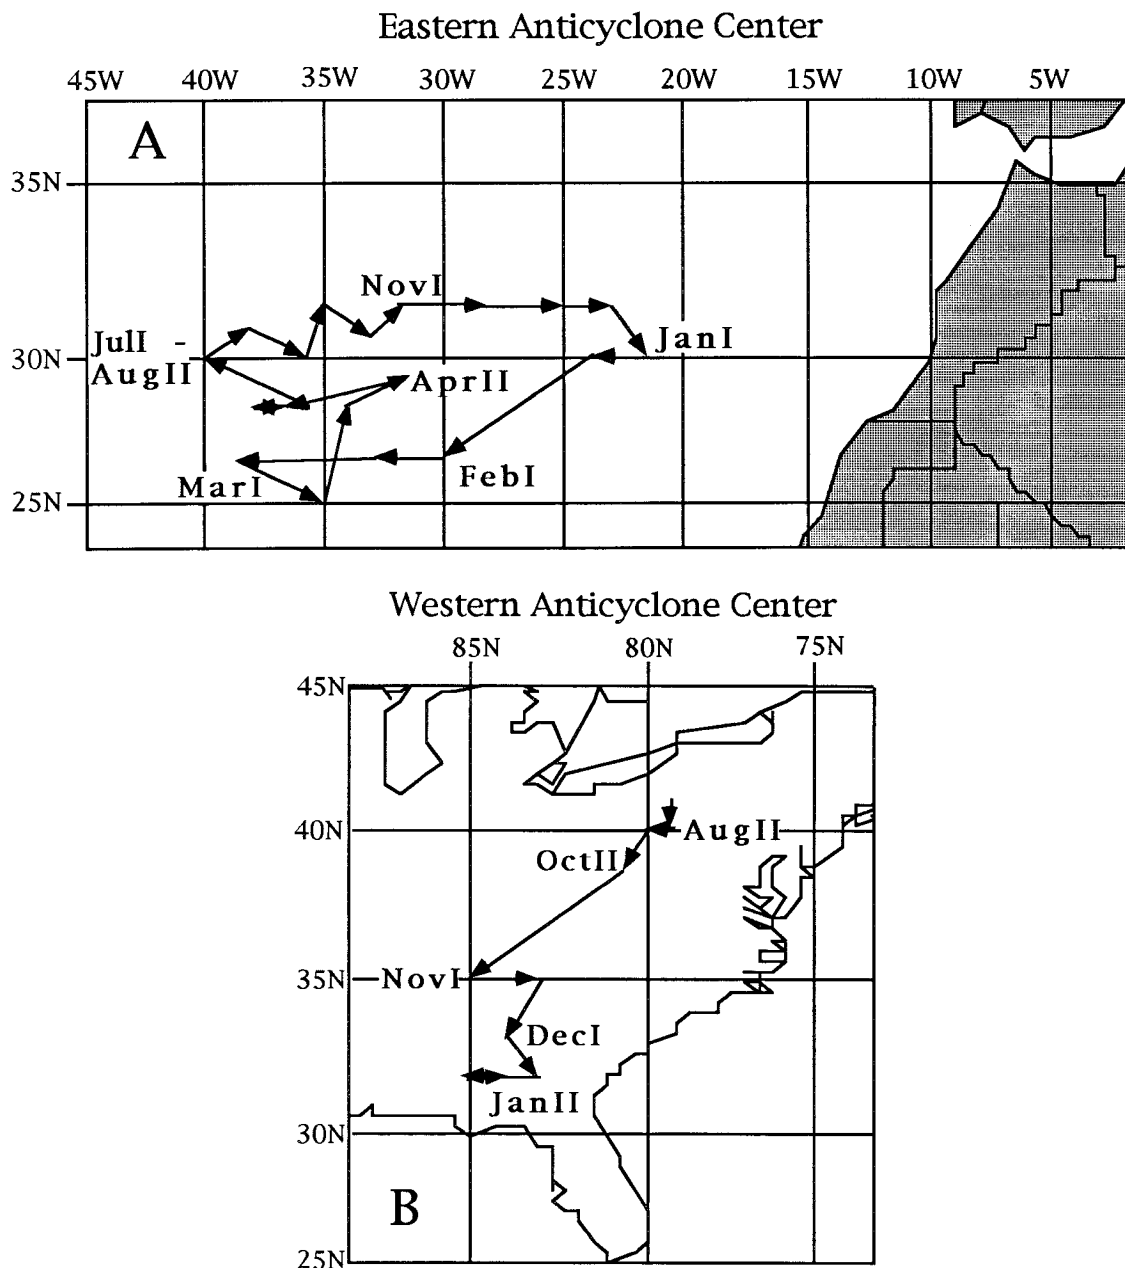 Eastern Anticyclone Center
45W 40W 35W 30W 25W 20W 15W 10W 5W
A
35N
NovI
JulI -
AugII
30N
JanI
AprII
MarI
FebI
25N
Western Anticyclone Center
85N 80N 75N
45N
40N
AugII
OctII
35N
NovI
DecI
JanII
30N
B
25N